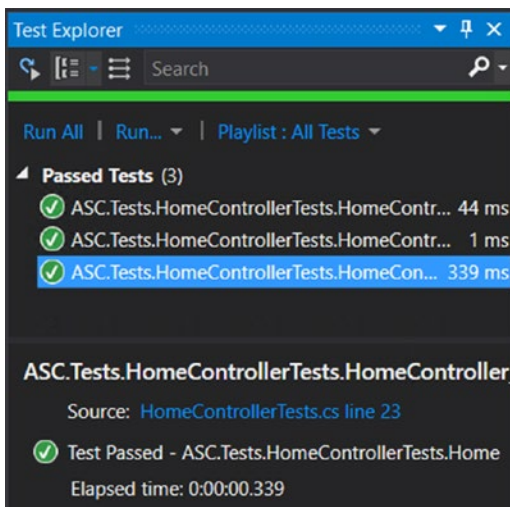 Test Explorer
Search
Run All | Run... | Playlist : All Tests
Passed Tests (3)
ASC.Tests.HomeControllerTests.HomeContr... 44 ms
ASC.Tests.HomeControllerTests.HomeContr... 1 ms
ASC.Tests.HomeControllerTests.HomeCon... 339 ms
ASC.Tests.HomeControllerTests.HomeController_
Source: HomeControllerTests.cs line 23
Test Passed - ASC.Tests.HomeControllerTests.Home
Elapsed time: 0:00:00.339